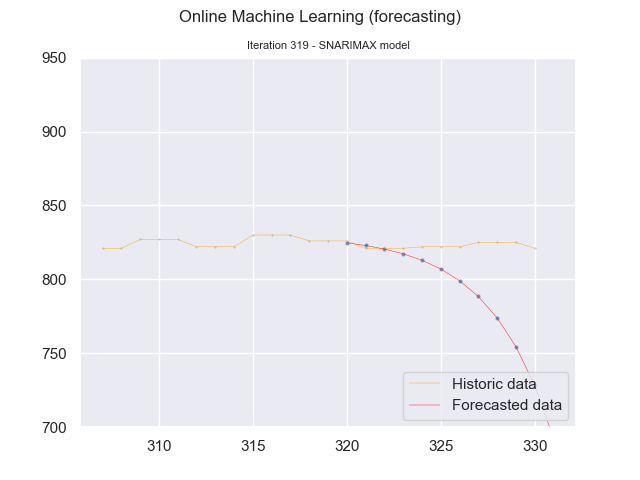 Online Machine Learning (forecasting)
Iteration 319 - SNARIMAX model
950
900
850
800
750
700
310
315
320
325
330
Historic data
Forecasted data